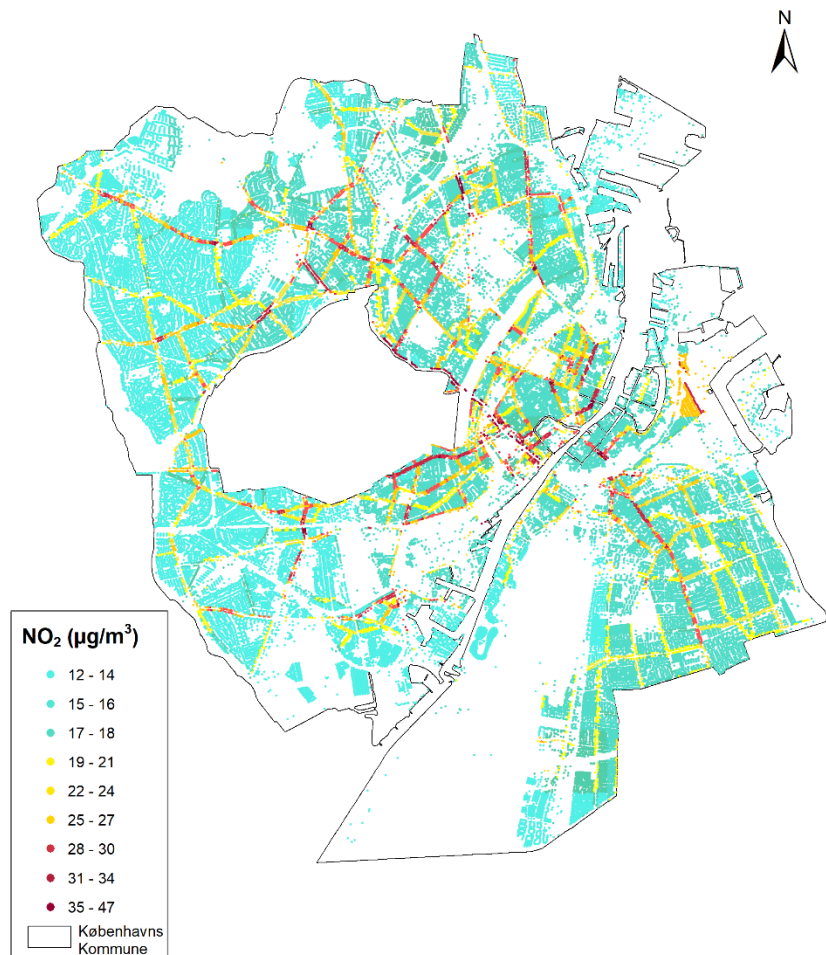 N
NO₂ (µg/m³)
12 - 14
15 - 16
17 - 18
19 - 21
22 - 24
25 - 27
28 - 30
31 - 34
35 - 47
Københavns
Kommune